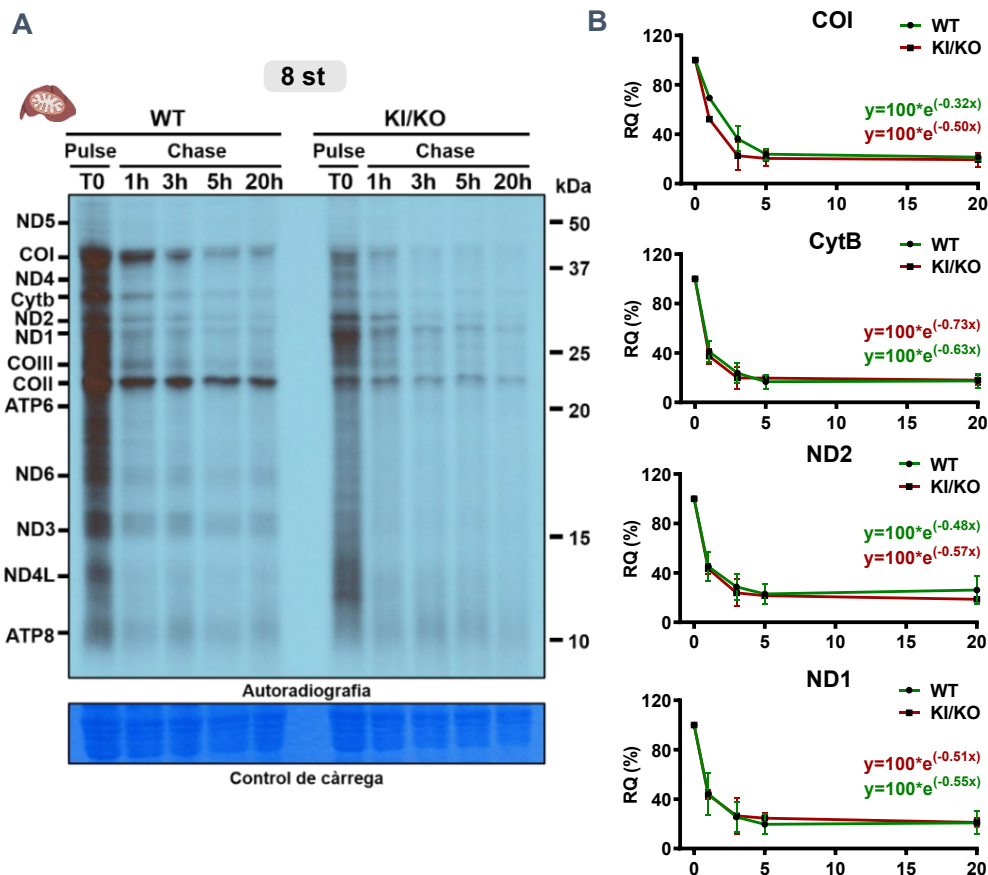 A
8 st
WT KI/KO
Pulse Chase Pulse Chase
T0 1h 3h 5h 20h T0 1h 3h 5h 20h kDa
ND5
COI
ND4
Cytb
ND2
ND1
COIII
COII
ATP6
ND6
ND3
ND4L
ATP8
50
37
25
20
15
10
Autoradiografia
Control de càrrega
B
COI
WT
KI/KO
RQ (%)
120
80
40
0
y=100*e(-0.32x)
y=100*e(-0.50x)
0 5 10 15 20
CytB
WT
KI/KO
RQ (%)
120
80
40
0
y=100*e(-0.73x)
y=100*e(-0.63x)
0 5 10 15 20
ND2
WT
KI/KO
RQ (%)
120
80
40
0
y=100*e(-0.48x)
y=100*e(-0.57x)
0 5 10 15 20
ND1
WT
KI/KO
RQ (%)
120
80
40
0
y=100*e(-0.51x)
y=100*e(-0.55x)
0 5 10 15 20